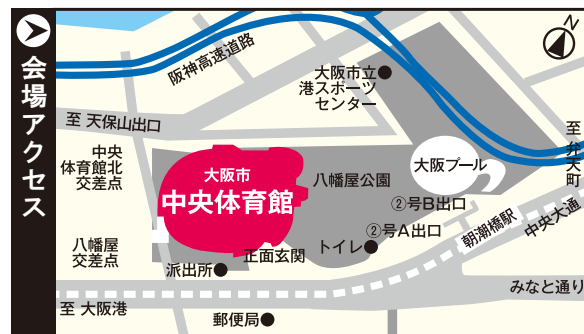 会場アクセス
N
阪神高速道路
大阪市立
港スポーツ
センター
至 天保山出口
至 弁天町
中央
体育館北
交差点
大阪市
中央体育館
八幡屋公園
大阪プール
②号B出口
②号A出口
朝潮橋駅
中央大通
八幡屋
交差点
正面玄関
トイレ
派出所
至 大阪港
みなと通り
郵便局